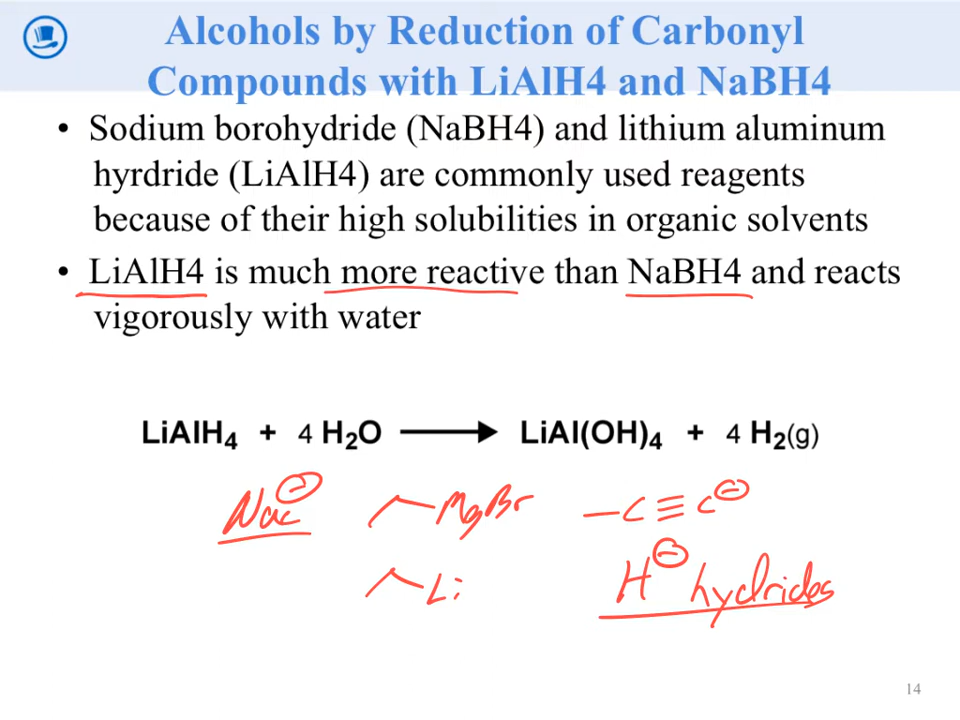 Alcohols by Reduction of Carbonyl
Compounds with LiAlH4 and NaBH4
• Sodium borohydride (NaBH4) and lithium aluminum
hyrdride (LiAlH4) are commonly used reagents
because of their high solubilities in organic solvents
• LiAlH4 is much more reactive than NaBH4 and reacts
vigorously with water
LiAlH₄ + 4 H₂O ⟶ LiAl(OH)₄ + 4 H₂(g)
Nuc⊖ MgBr —C≡C⊖
Li H⊖ hydrides
14